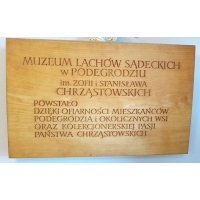 MUZEUM LACHÓW SĄDECKICH
W PODEGRODZIU
IM. ZOFII I STANISŁAWA
CHRZĄSTOWSKICH
POWSTAŁO
DZIĘKI OFIARNOŚCI MIESZKAŃCÓW
PODEGRODZIA I OKOLICZNYCH WSI
ORAZ KOLEKCJONERSKIEJ PASJI
PAŃSTWA CHRZĄSTOWSKICH